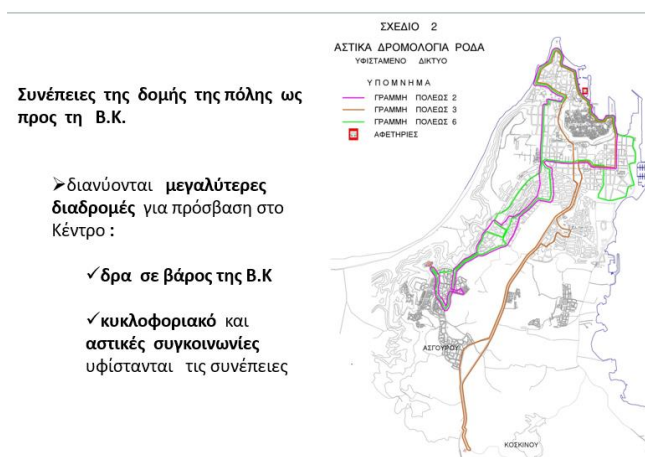 Συνέπειες της δομής της πόλης ως
προς τη Β.Κ.
➢διανύονται μεγαλύτερες
διαδρομές για πρόσβαση στο
Κέντρο :
✓δρα σε βάρος της Β.Κ
✓κυκλοφοριακό και
αστικές συγκοινωνίες
υφίστανται τις συνέπειες
ΣΧΕΔΙΟ 2
ΑΣΤΙΚΑ ΔΡΟΜΟΛΟΓΙΑ ΡΟΔΑ
ΥΦΙΣΤΑΜΕΝΟ ΔΙΚΤΥΟ
ΥΠΟΜΝΗΜΑ
ΓΡΑΜΜΗ ΠΟΛΕΩΣ 2
ΓΡΑΜΜΗ ΠΟΛΕΩΣ 3
ΓΡΑΜΜΗ ΠΟΛΕΩΣ 6
ΑΦΕΤΗΡΙΕΣ
ΑΣΓΟΥΡΟΥ
ΚΟΣΚΙΝΟΥ